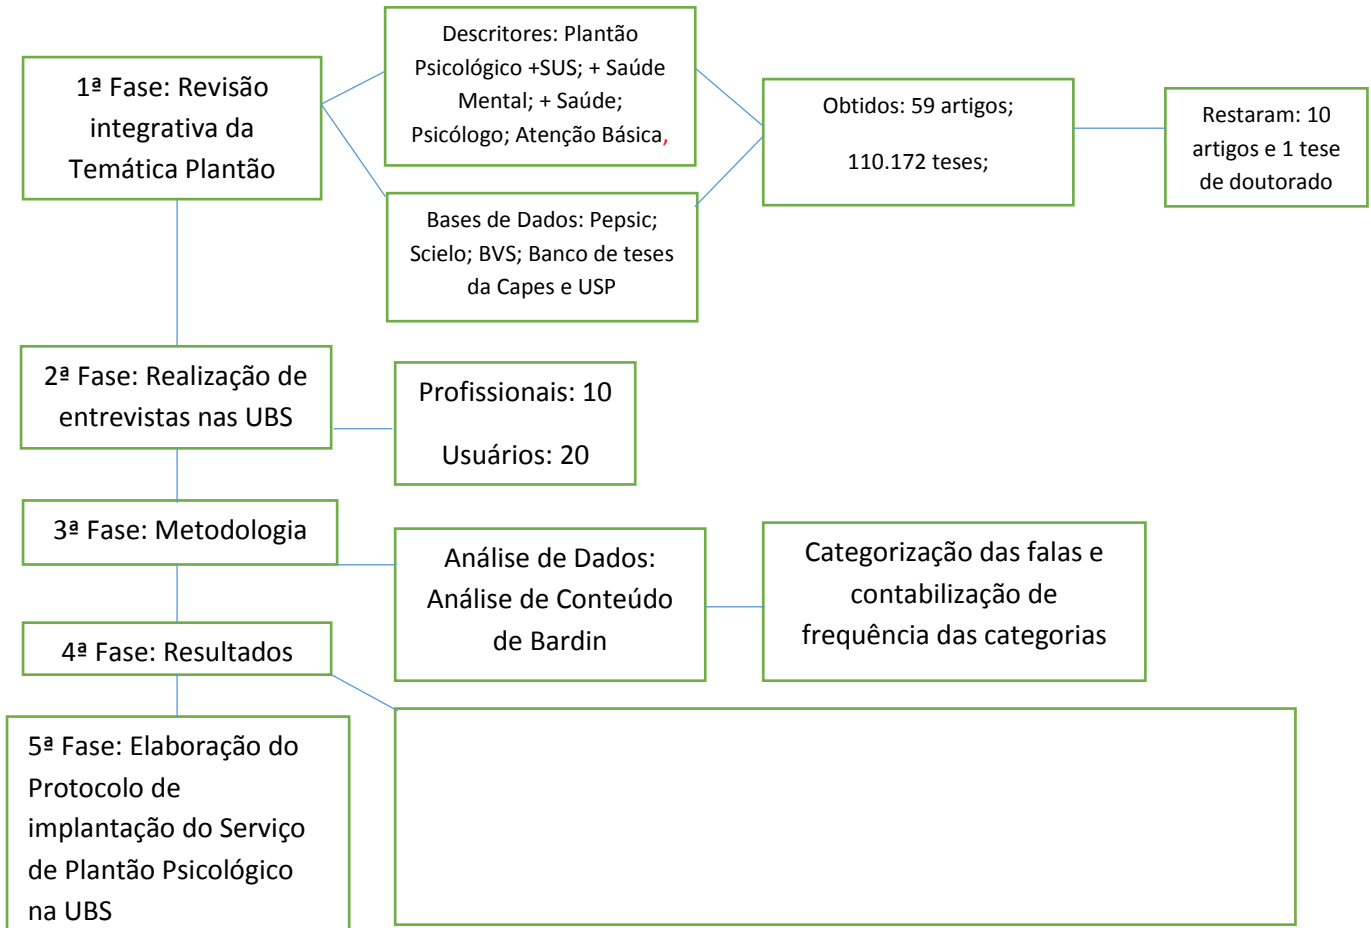 1ª Fase: Revisão
integrativa da
Temática Plantão
Descritores: Plantão
Psicológico +SUS; + Saúde
Mental; + Saúde;
Psicólogo; Atenção Básica,
Bases de Dados: Pepsic;
Scielo; BVS; Banco de teses
da Capes e USP
Obtidos: 59 artigos;
110.172 teses;
Restaram: 10
artigos e 1 tese
de doutorado
2ª Fase: Realização de
entrevistas nas UBS
Profissionais: 10
Usuários: 20
3ª Fase: Metodologia
Análise de Dados:
Análise de Conteúdo
de Bardin
Categorização das falas e
contabilização de
frequência das categorias
4ª Fase: Resultados
5ª Fase: Elaboração do
Protocolo de
implantação do Serviço
de Plantão Psicológico
na UBS